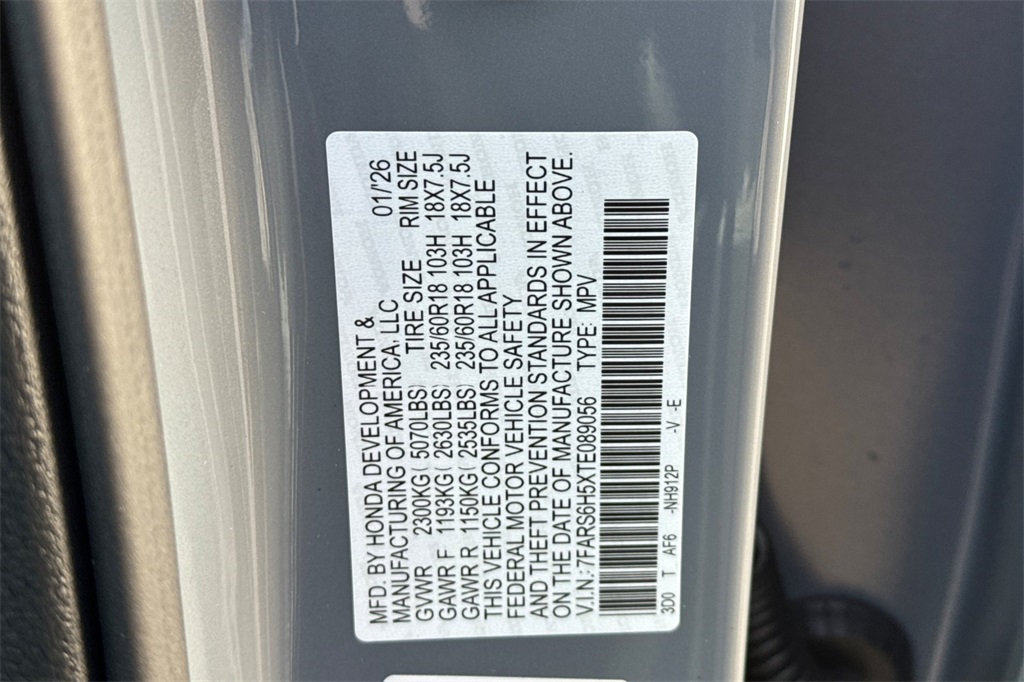 MFD. BY HONDA DEVELOPMENT &
MANUFACTURING OF AMERICA, LLC 01/'26
GVWR 2300KG ( 5070LBS) TIRE SIZE RIM SIZE
GAWR F 1193KG ( 2630LBS) 235/60R18 103H 18X7.5J
GAWR R 1150KG ( 2535LBS) 235/60R18 103H 18X7.5J
THIS VEHICLE CONFORMS TO ALL APPLICABLE
FEDERAL MOTOR VEHICLE SAFETY
AND THEFT PREVENTION STANDARDS IN EFFECT
ON THE DATE OF MANUFACTURE SHOWN ABOVE.
V.I.N.:7FARS6H5XTE089056 TYPE: MPV
3D0 T AF6 -NH912P -V -E